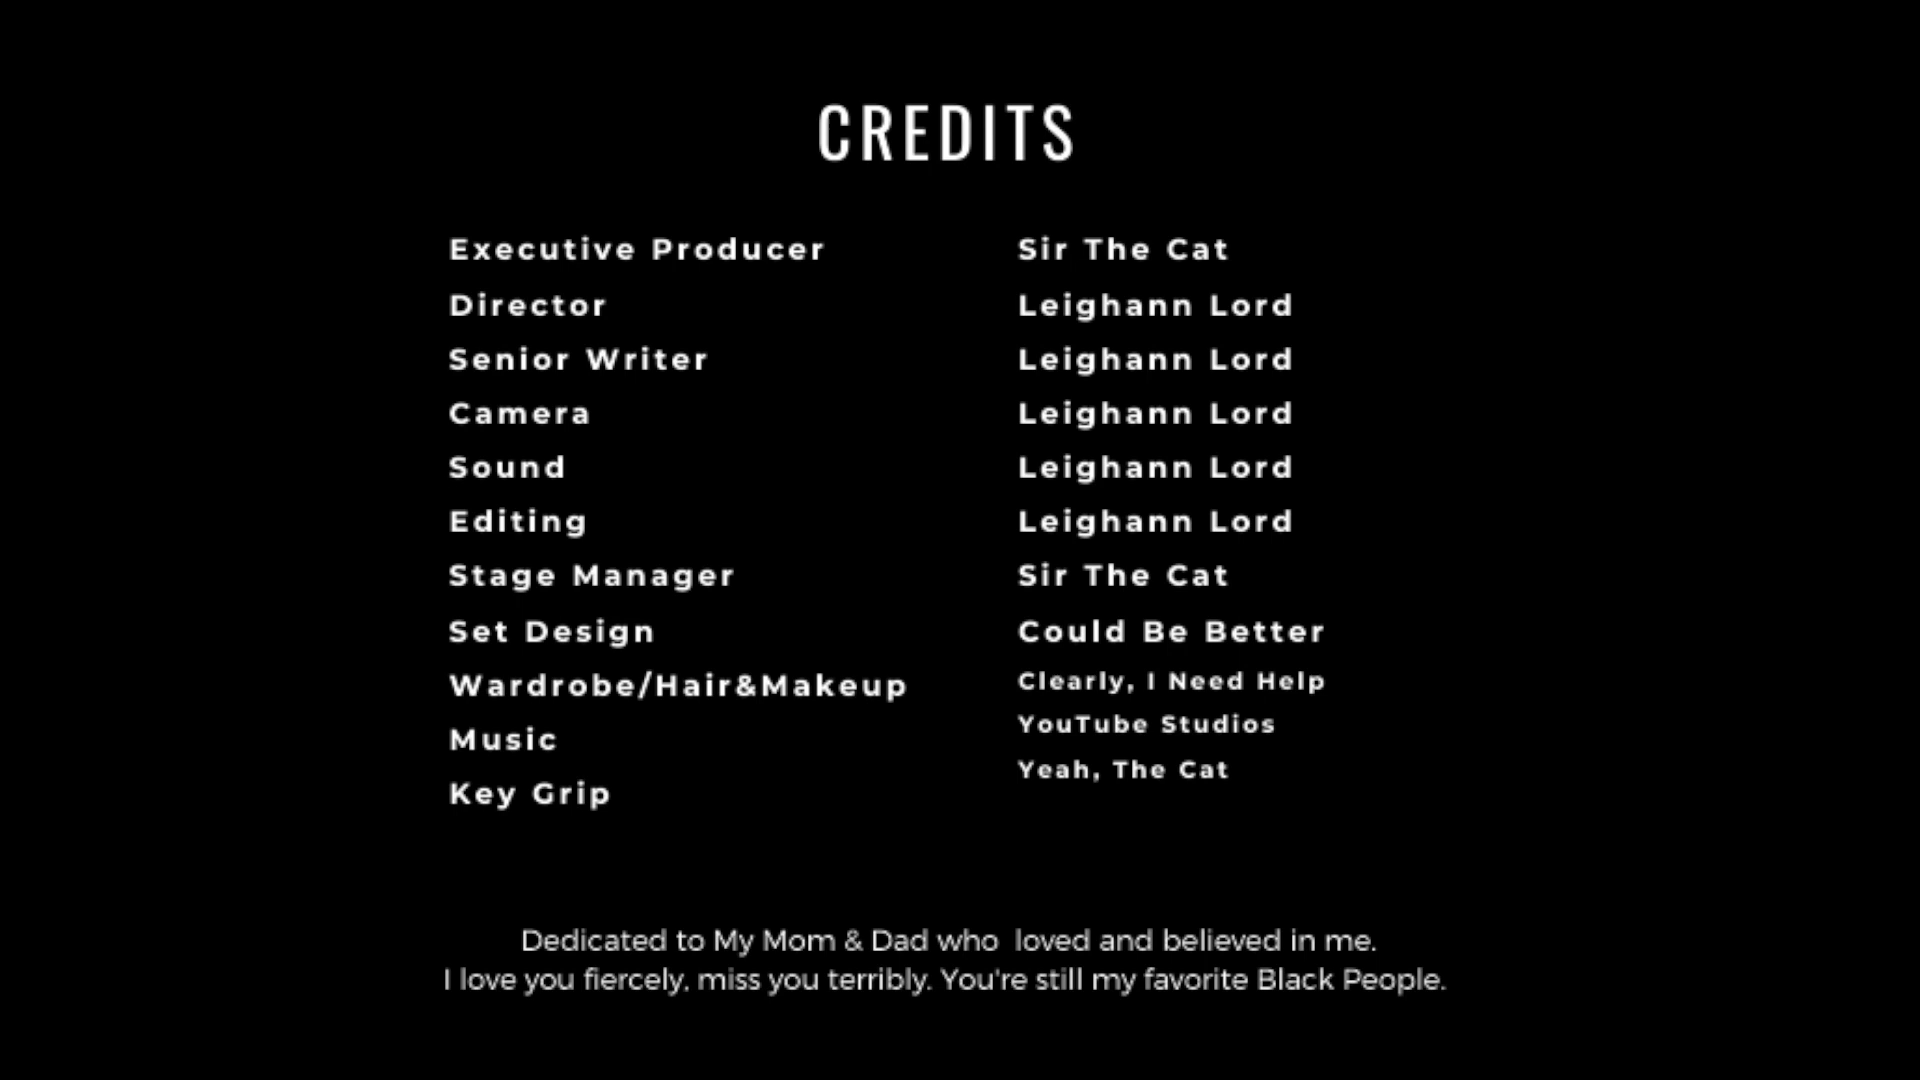 CREDITS
Executive Producer Sir The Cat
Director Leighann Lord
Senior Writer Leighann Lord
Camera Leighann Lord
Sound Leighann Lord
Editing Leighann Lord
Stage Manager Sir The Cat
Set Design Could Be Better
Wardrobe/Hair&Makeup Clearly, I Need Help
Music YouTube Studios
Key Grip Yeah, The Cat
Dedicated to My Mom & Dad who loved and believed in me.
I love you fiercely, miss you terribly. You're still my favorite Black People.